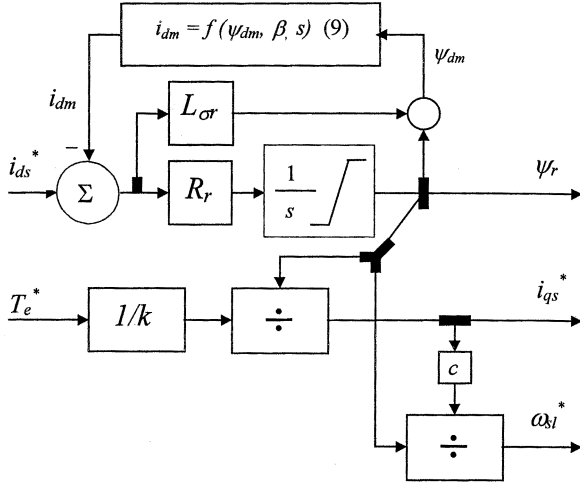 i_dm = f(ψ_dm, β, s) (9)
ψ_dm
i_dm
L_σr
−
i_ds*
Σ
R_r
1/s
ψ_r
T_e*
1/k
÷
i_qs*
c
÷
ω_sl*